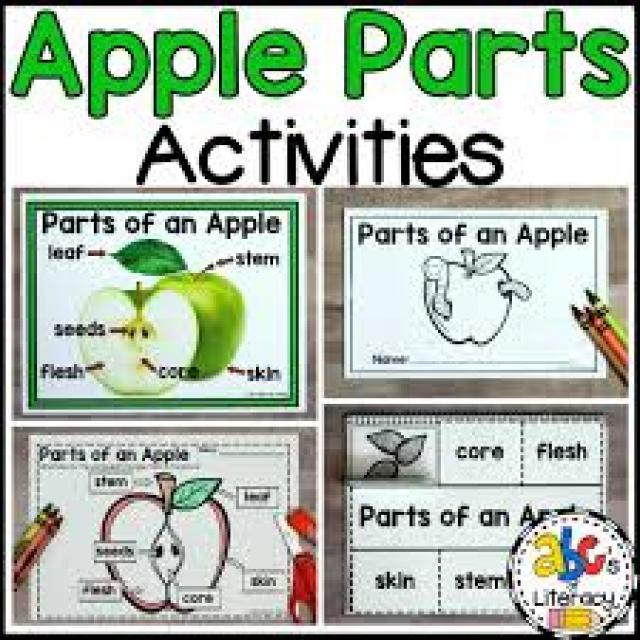 Apple Parts
Activities
Parts of an Apple
leaf
stem
seeds
flesh
core
skin
Parts of an Apple
Name
Parts of an Apple
stem
leaf
seeds
skin
flesh
core
core
flesh
Parts of an Ap
skin
stem
abc's
Literacy